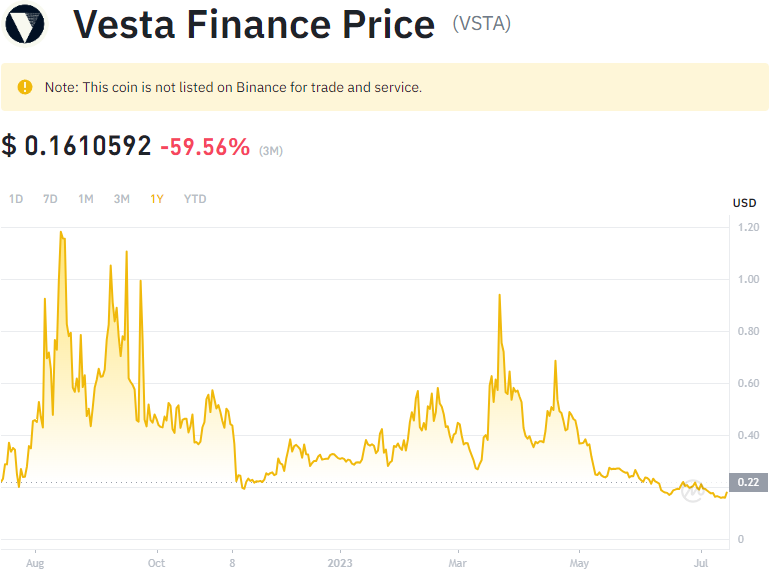 Vesta Finance Price (VSTA)
Note: This coin is not listed on Binance for trade and service.
$ 0.1610592 -59.56% (3M)
1D 7D 1M 3M 1Y YTD
USD
1.20
1.00
0.80
0.60
0.40
0.22
0
Aug Oct 8 2023 Mar May Jul